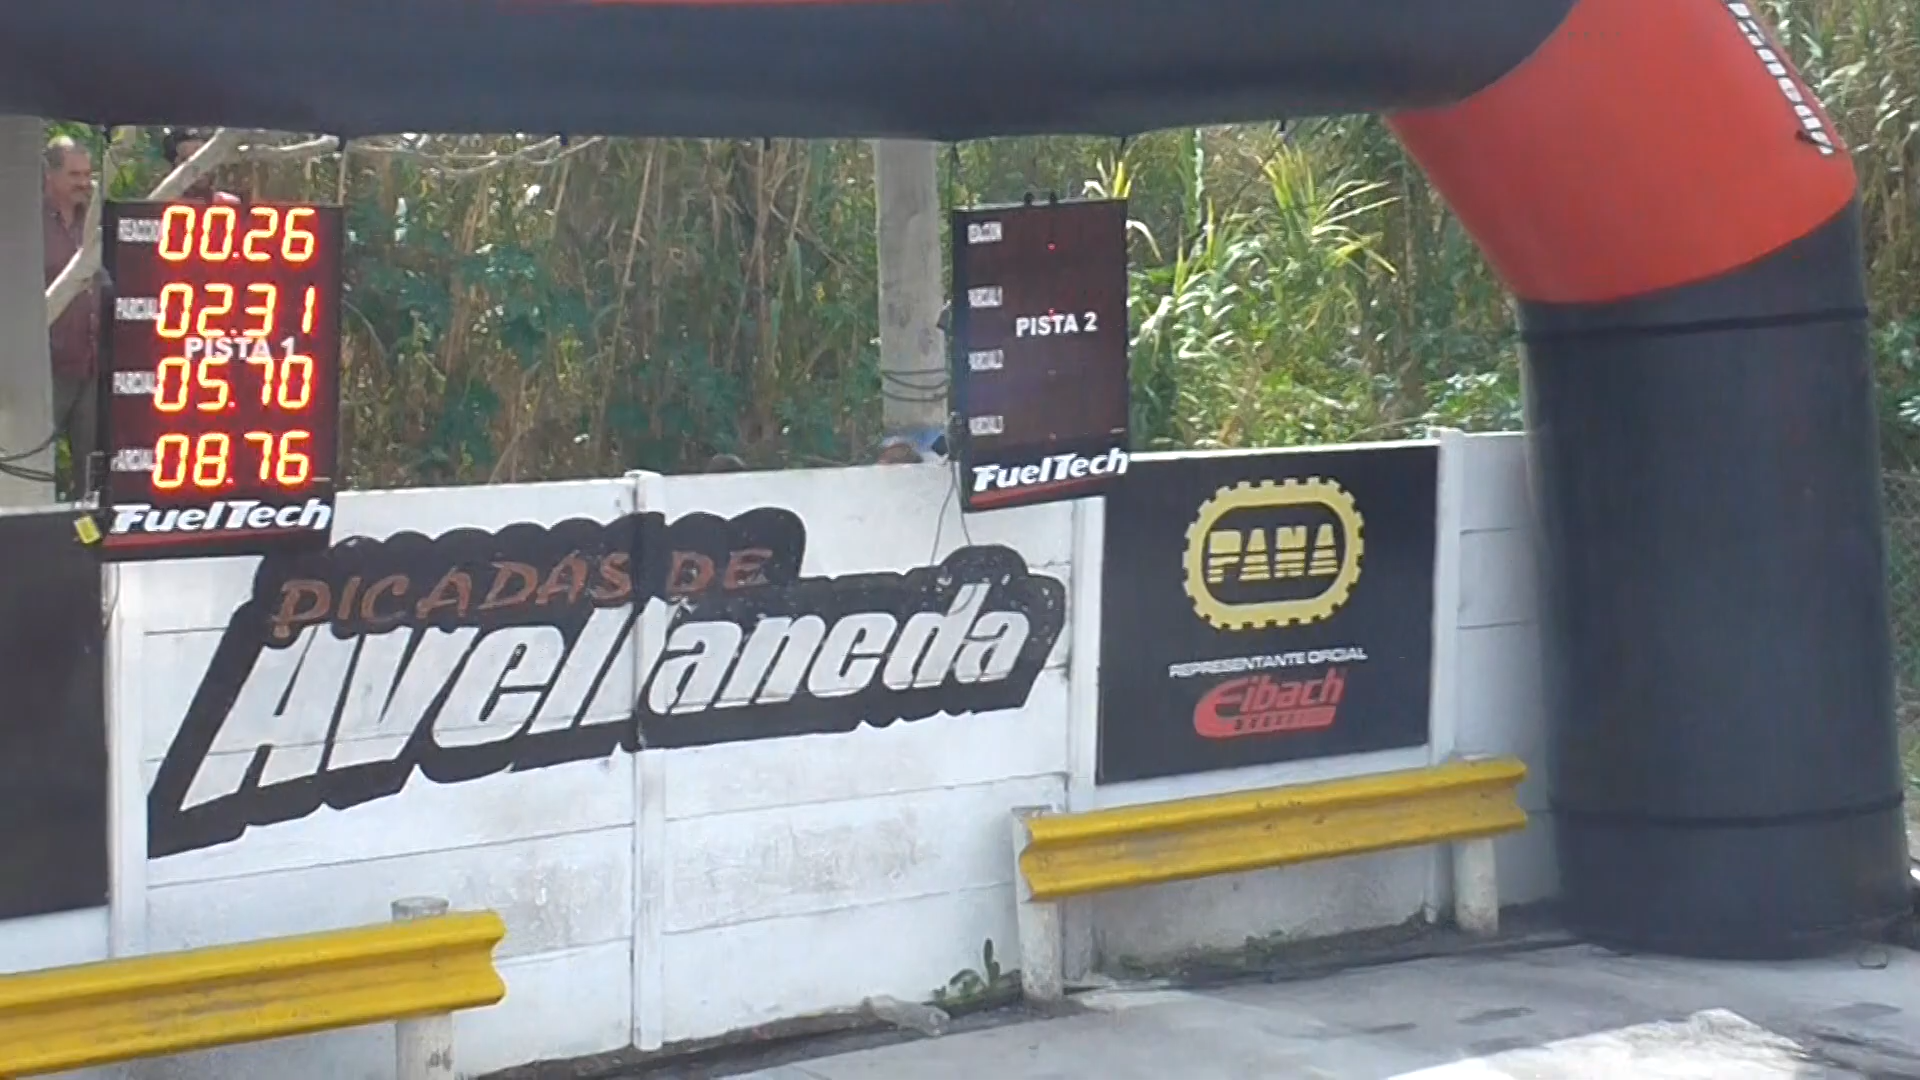 00.26
02.31
PISTA 1
05.70
08.76
FuelTech
PISTA 2
FuelTech
PICADAS DE
Avellaneda
PAMA
REPRESENTANTE OFICIAL
Eibach